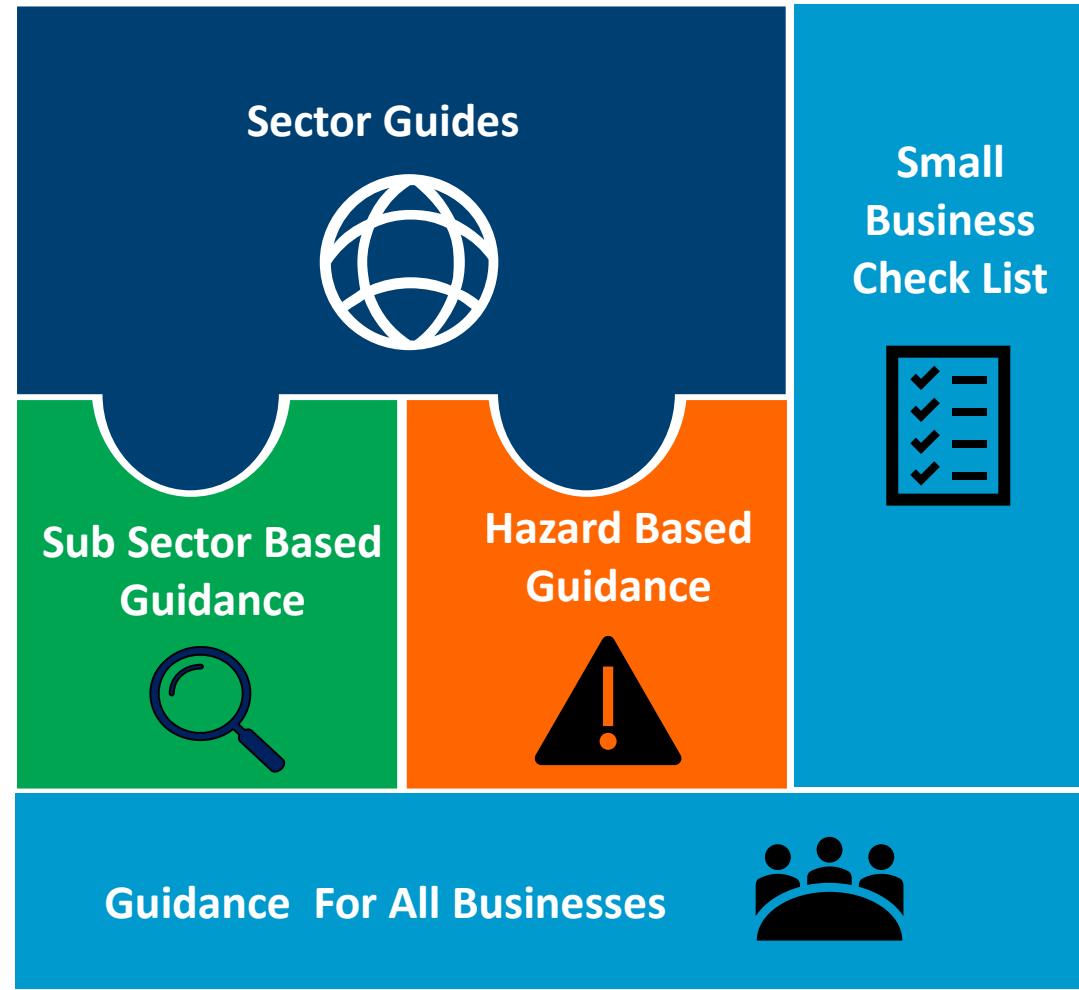 Sector Guides
Small
Business
Check List
Sub Sector Based
Guidance
Hazard Based
Guidance
Guidance  For All Businesses